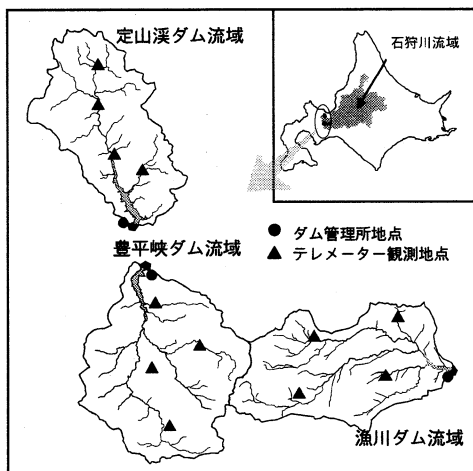 定山渓ダム流域
石狩川流域
● ダム管理所地点
▲ テレメーター観測地点
豊平峡ダム流域
漁川ダム流域